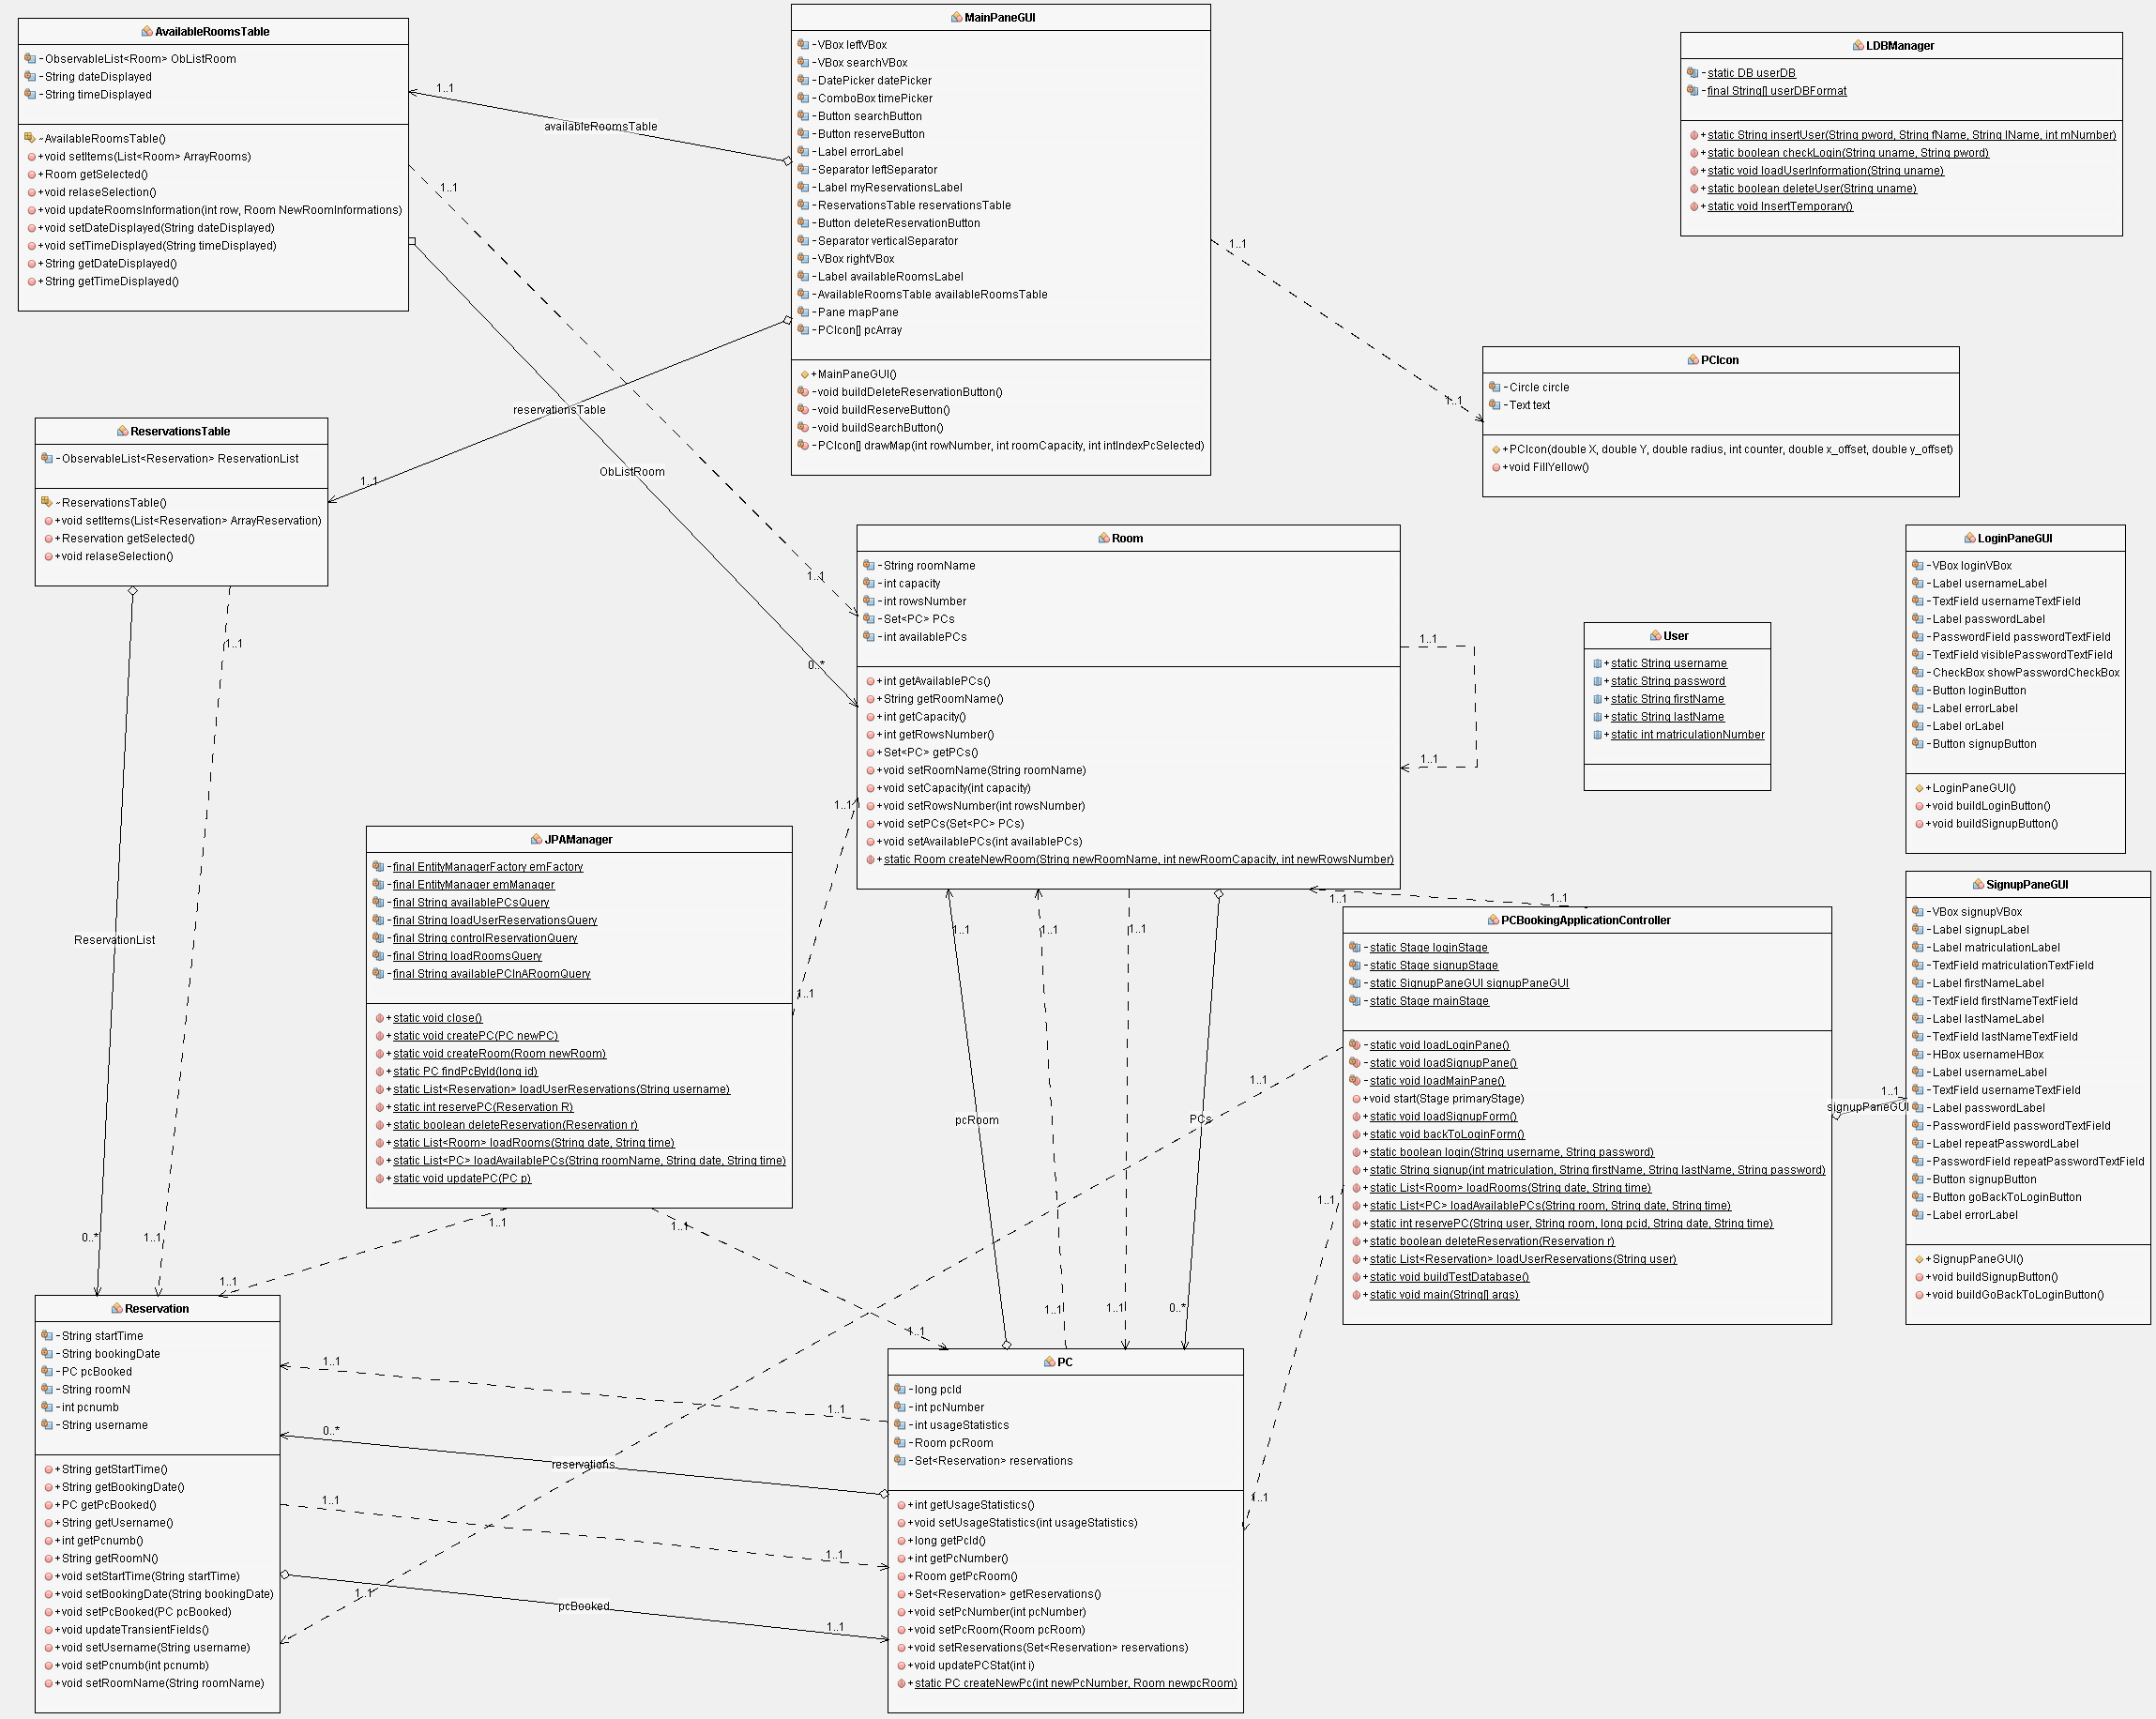 AvailableRoomsTable
- ObservableList<Room> ObListRoom
- String dateDisplayed
- String timeDisplayed
~ AvailableRoomsTable()
+ void setItems(List<Room> ArrayRooms)
+ Room getSelected()
+ void relaseSelection()
+ void updateRoomsInformation(int row, Room NewRoomInformations)
+ void setDateDisplayed(String dateDisplayed)
+ void setTimeDisplayed(String timeDisplayed)
+ String getDateDisplayed()
+ String getTimeDisplayed()
MainPaneGUI
- VBox leftVBox
- VBox searchVBox
- DatePicker datePicker
- ComboBox timePicker
- Button searchButton
- Button reserveButton
- Label errorLabel
- Separator leftSeparator
- Label myReservationsLabel
- ReservationsTable reservationsTable
- Button deleteReservationButton
- Separator verticalSeparator
- VBox rightVBox
- Label availableRoomsLabel
- AvailableRoomsTable availableRoomsTable
- Pane mapPane
- PCIcon[] pcArray
+ MainPaneGUI()
- void buildDeleteReservationButton()
- void buildReserveButton()
- void buildSearchButton()
- PCIcon[] drawMap(int rowNumber, int roomCapacity, int intIndexPcSelected)
LDBManager
- static DB userDB
- final String[] userDBFormat
+ static String insertUser(String pword, String fName, String lName, int mNumber)
+ static boolean checkLogin(String uname, String pword)
+ static void loadUserInformation(String uname)
+ static boolean deleteUser(String uname)
+ static void InsertTemporary()
1..1
availableRoomsTable
1..1
1..1
1..1
PCIcon
- Circle circle
- Text text
+ PCIcon(double X, double Y, double radius, int counter, double x_offset, double y_offset)
+ void FillYellow()
reservationsTable
1..1
ObListRoom
1..1
0..*
ReservationsTable
- ObservableList<Reservation> ReservationList
~ ReservationsTable()
+ void setItems(List<Reservation> ArrayReservation)
+ Reservation getSelected()
+ void relaseSelection()
Room
- String roomName
- int capacity
- int rowsNumber
- Set<PC> PCs
- int availablePCs
+ int getAvailablePCs()
+ String getRoomName()
+ int getCapacity()
+ int getRowsNumber()
+ Set<PC> getPCs()
+ void setRoomName(String roomName)
+ void setCapacity(int capacity)
+ void setRowsNumber(int rowsNumber)
+ void setPCs(Set<PC> PCs)
+ void setAvailablePCs(int availablePCs)
+ static Room createNewRoom(String newRoomName, int newRoomCapacity, int newRowsNumber)
1..1
1..1
User
+ static String username
+ static String password
+ static String firstName
+ static String lastName
+ static int matriculationNumber
LoginPaneGUI
- VBox loginVBox
- Label usernameLabel
- TextField usernameTextField
- Label passwordLabel
- PasswordField passwordTextField
- TextField visiblePasswordTextField
- CheckBox showPasswordCheckBox
- Button loginButton
- Label errorLabel
- Label orLabel
- Button signupButton
+ LoginPaneGUI()
+ void buildLoginButton()
+ void buildSignupButton()
1..1
ReservationList
0..*
1..1
JPAManager
- final EntityManagerFactory emFactory
- final EntityManager emManager
- final String availablePCsQuery
- final String loadUserReservationsQuery
- final String controlReservationQuery
- final String loadRoomsQuery
- final String availablePCInARoomQuery
+ static void close()
+ static void createPC(PC newPC)
+ static void createRoom(Room newRoom)
+ static PC findPcById(long id)
+ static List<Reservation> loadUserReservations(String username)
+ static int reservePC(Reservation R)
+ static boolean deleteReservation(Reservation r)
+ static List<Room> loadRooms(String date, String time)
+ static List<PC> loadAvailablePCs(String roomName, String date, String time)
+ static void updatePC(PC p)
1..1
1..1
1..1
1..1
1..1
1..1
1..1
1..1
1..1
pcRoom
PCs
1..1
1..1
0..*
1..1
1..1
PCBookingApplicationController
- static Stage loginStage
- static Stage signupStage
- static SignupPaneGUI signupPaneGUI
- static Stage mainStage
- static void loadLoginPane()
- static void loadSignupPane()
- static void loadMainPane()
+ void start(Stage primaryStage)
+ static void loadSignupForm()
+ static void backToLoginForm()
+ static boolean login(String username, String password)
+ static String signup(int matriculation, String firstName, String lastName, String password)
+ static List<Room> loadRooms(String date, String time)
+ static List<PC> loadAvailablePCs(String room, String date, String time)
+ static int reservePC(String user, String room, long pcid, String date, String time)
+ static boolean deleteReservation(Reservation r)
+ static List<Reservation> loadUserReservations(String user)
+ static void buildTestDatabase()
+ static void main(String[] args)
1..1
1..1
1..1
signupPaneGUI
SignupPaneGUI
- VBox signupVBox
- Label signupLabel
- Label matriculationLabel
- TextField matriculationTextField
- Label firstNameLabel
- TextField firstNameTextField
- Label lastNameLabel
- TextField lastNameTextField
- HBox usernameHBox
- Label usernameLabel
- TextField usernameTextField
- Label passwordLabel
- PasswordField passwordTextField
- Label repeatPasswordLabel
- PasswordField repeatPasswordTextField
- Button signupButton
- Button goBackToLoginButton
- Label errorLabel
+ SignupPaneGUI()
+ void buildSignupButton()
+ void buildGoBackToLoginButton()
Reservation
- String startTime
- String bookingDate
- PC pcBooked
- String roomN
- int pcnumb
- String username
+ String getStartTime()
+ String getBookingDate()
+ PC getPcBooked()
+ String getUsername()
+ int getPcnumb()
+ String getRoomN()
+ void setStartTime(String startTime)
+ void setBookingDate(String bookingDate)
+ void setPcBooked(PC pcBooked)
+ void updateTransientFields()
+ void setUsername(String username)
+ void setPcnumb(int pcnumb)
+ void setRoomName(String roomName)
1..1
1..1
0..*
reservations
1..1
1..1
1..1
pcBooked
1..1
PC
- long pcId
- int pcNumber
- int usageStatistics
- Room pcRoom
- Set<Reservation> reservations
+ int getUsageStatistics()
+ void setUsageStatistics(int usageStatistics)
+ long getPcId()
+ int getPcNumber()
+ Room getPcRoom()
+ Set<Reservation> getReservations()
+ void setPcNumber(int pcNumber)
+ void setPcRoom(Room pcRoom)
+ void setReservations(Set<Reservation> reservations)
+ void updatePCStat(int i)
+ static PC createNewPc(int newPcNumber, Room newpcRoom)
1..1